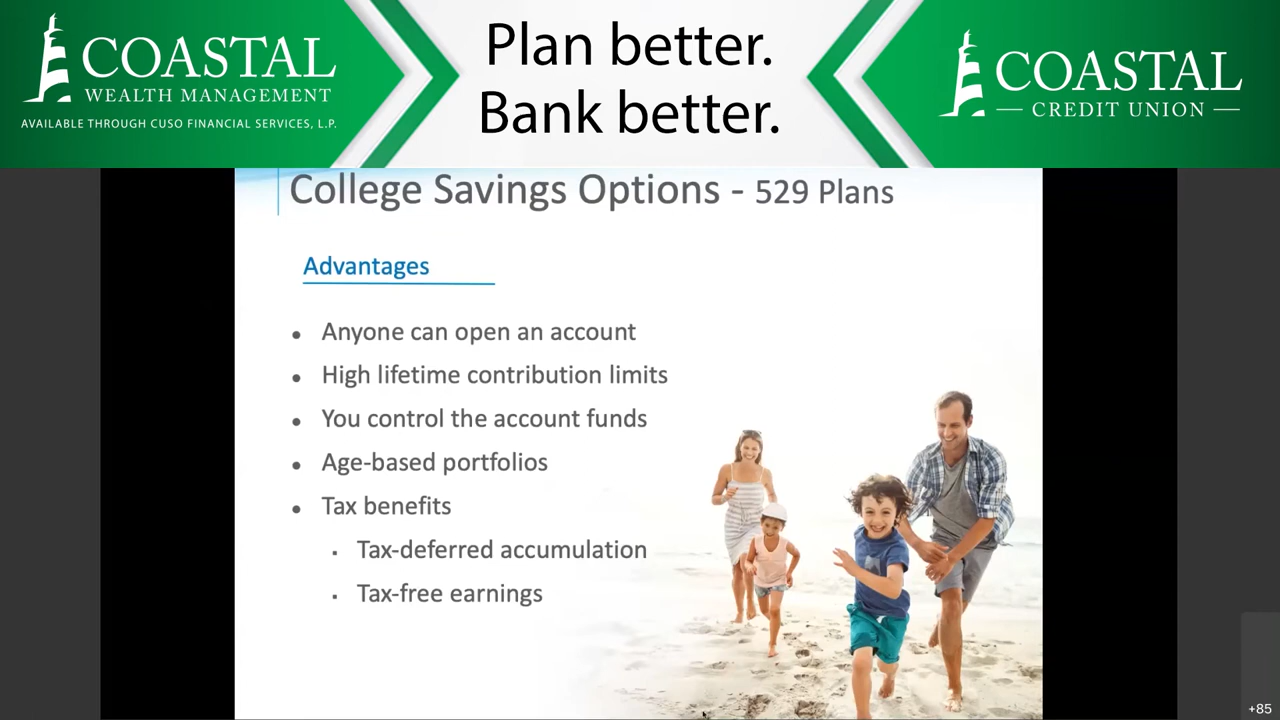 COASTAL
WEALTH MANAGEMENT
AVAILABLE THROUGH CUSO FINANCIAL SERVICES, L.P.
Plan better.
Bank better.
COASTAL
CREDIT UNION
College Savings Options - 529 Plans
Advantages
• Anyone can open an account
• High lifetime contribution limits
• You control the account funds
• Age-based portfolios
• Tax benefits
▪ Tax-deferred accumulation
▪ Tax-free earnings
+85